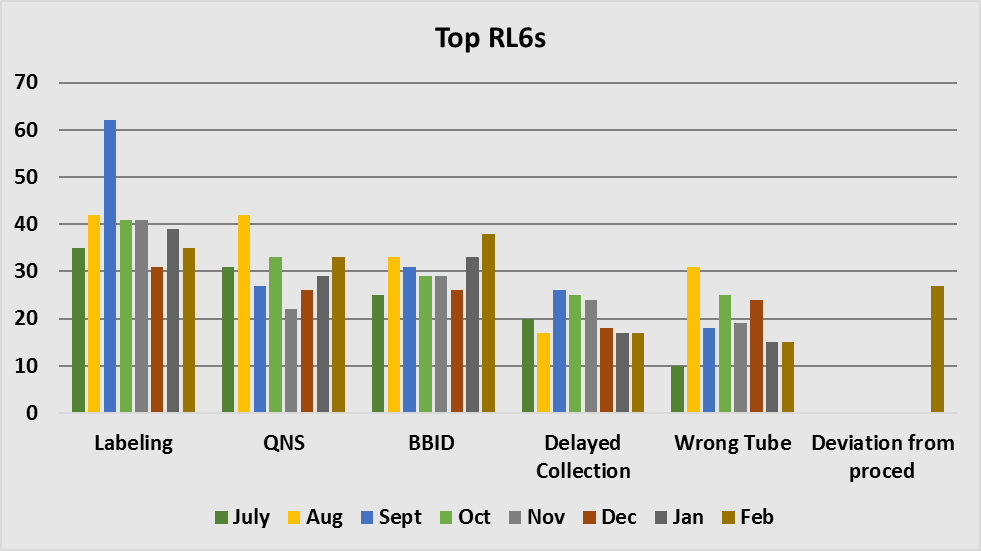 Top RL6s
70
60
50
40
30
20
10
0
Labeling
QNS
BBID
Delayed
Collection
Wrong Tube
Deviation from
proced
July
Aug
Sept
Oct
Nov
Dec
Jan
Feb